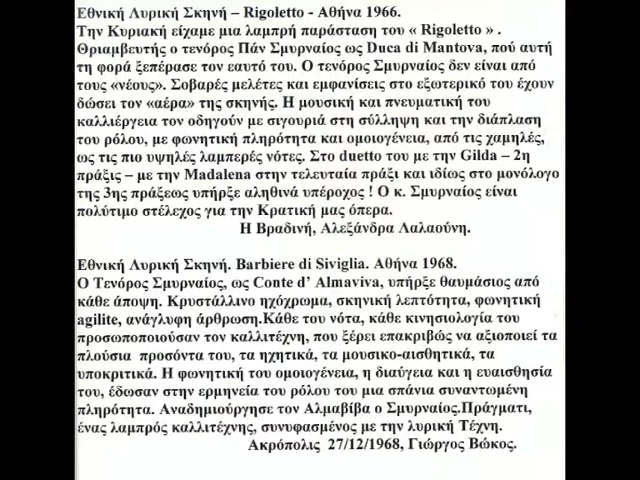 Εθνική Λυρική Σκηνή – Rigoletto - Αθήνα 1966.
Την Κυριακή είχαμε μια λαμπρή παράσταση του « Rigoletto » .
Θριαμβευτής ο τενόρος Πάν Σμυρναίος ως Duca di Mantova, πού αυτή
τη φορά ξεπέρασε τον εαυτό του. Ο τενόρος Σμυρναίος δεν είναι από
τους «νέους». Σοβαρές μελέτες και εμφανίσεις στο εξωτερικό του έχουν
δώσει τον «αέρα» της σκηνής. Η μουσική και πνευματική του
καλλιέργεια τον οδηγούν με σιγουριά στη σύλληψη και την διάπλαση
του ρόλου, με φωνητική πληρότητα και ομοιογένεια, από τις χαμηλές,
ως τις πιο υψηλές λαμπερές νότες. Στο duetto του με την Gilda – 2η
πράξις – με την Madalena στην τελευταία πράξι και ιδίως στο μονόλογο
της 3ης πράξεως υπήρξε αληθινά υπέροχος ! Ο κ. Σμυρναίος είναι
πολύτιμο στέλεχος για την Κρατική μας όπερα.
Η Βραδινή, Αλεξάνδρα Λαλαούνη.
Εθνική Λυρική Σκηνή. Barbiere di Siviglia. Αθήνα 1968.
Ο Τενόρος Σμυρναίος, ως Conte d’ Almaviva, υπήρξε θαυμάσιος από
κάθε άποψη. Κρυστάλλινο ηχόχρωμα, σκηνική λεπτότητα, φωνητική
agilite, ανάγλυφη άρθρωση.Κάθε του νότα, κάθε κινησιολογία του
προσωποποιούσαν τον καλλιτέχνη, που ξέρει επακριβώς να αξιοποιεί τα
πλούσια προσόντα του, τα ηχητικά, τα μουσικο-αισθητικά, τα
υποκριτικά. Η φωνητική του ομοιογένεια, η διαύγεια και η ευαισθησία
του, έδωσαν στην ερμηνεία του ρόλου του μια σπάνια συναντωμένη
πληρότητα. Αναδημιούργησε τον Αλμαβίβα ο Σμυρναίος.Πράγματι,
ένας λαμπρός καλλιτέχνης, συνυφασμένος με την λυρική Τέχνη.
Ακρόπολις 27/12/1968, Γιώργος Βώκος.